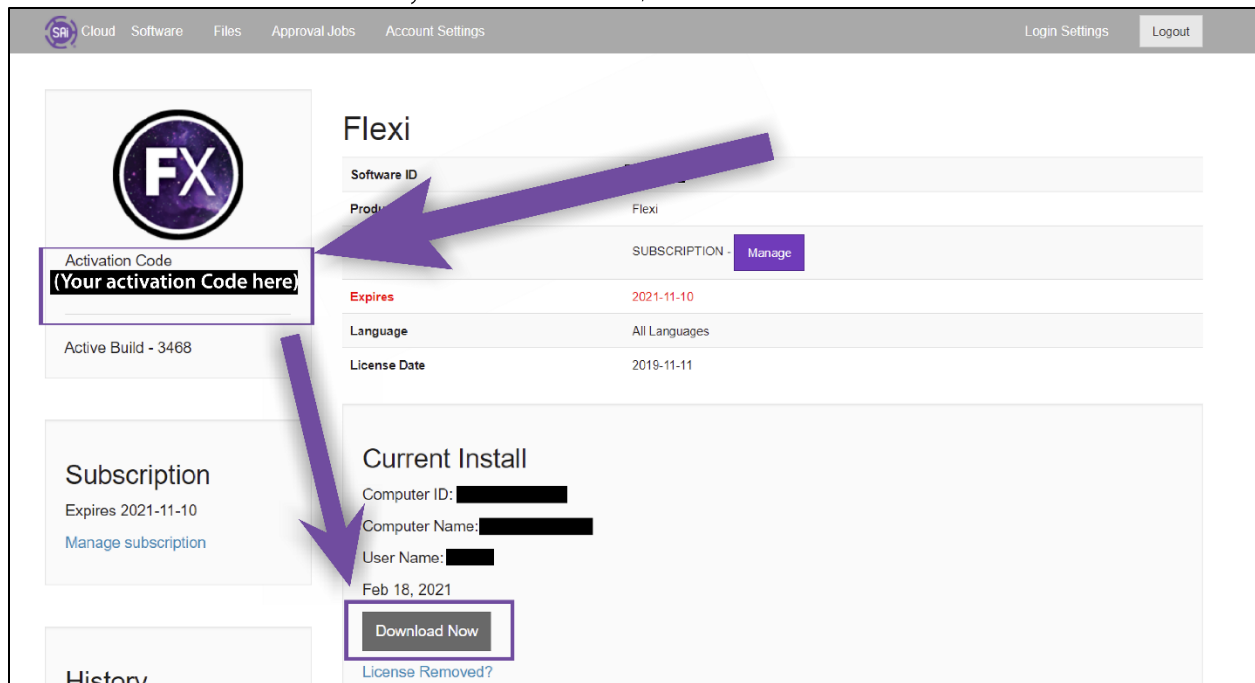 SAi Cloud Software Files Approval Jobs Account Settings Login Settings Logout
FX
Activation Code
(Your activation Code here)
Active Build - 3468
Flexi
Software ID
Flexi
SUBSCRIPTION - Manage
Expires 2021-11-10
Language All Languages
License Date 2019-11-11
Subscription
Expires 2021-11-10
Manage subscription
Current Install
Computer ID:
Computer Name:
User Name:
Feb 18, 2021
Download Now
License Removed?
History